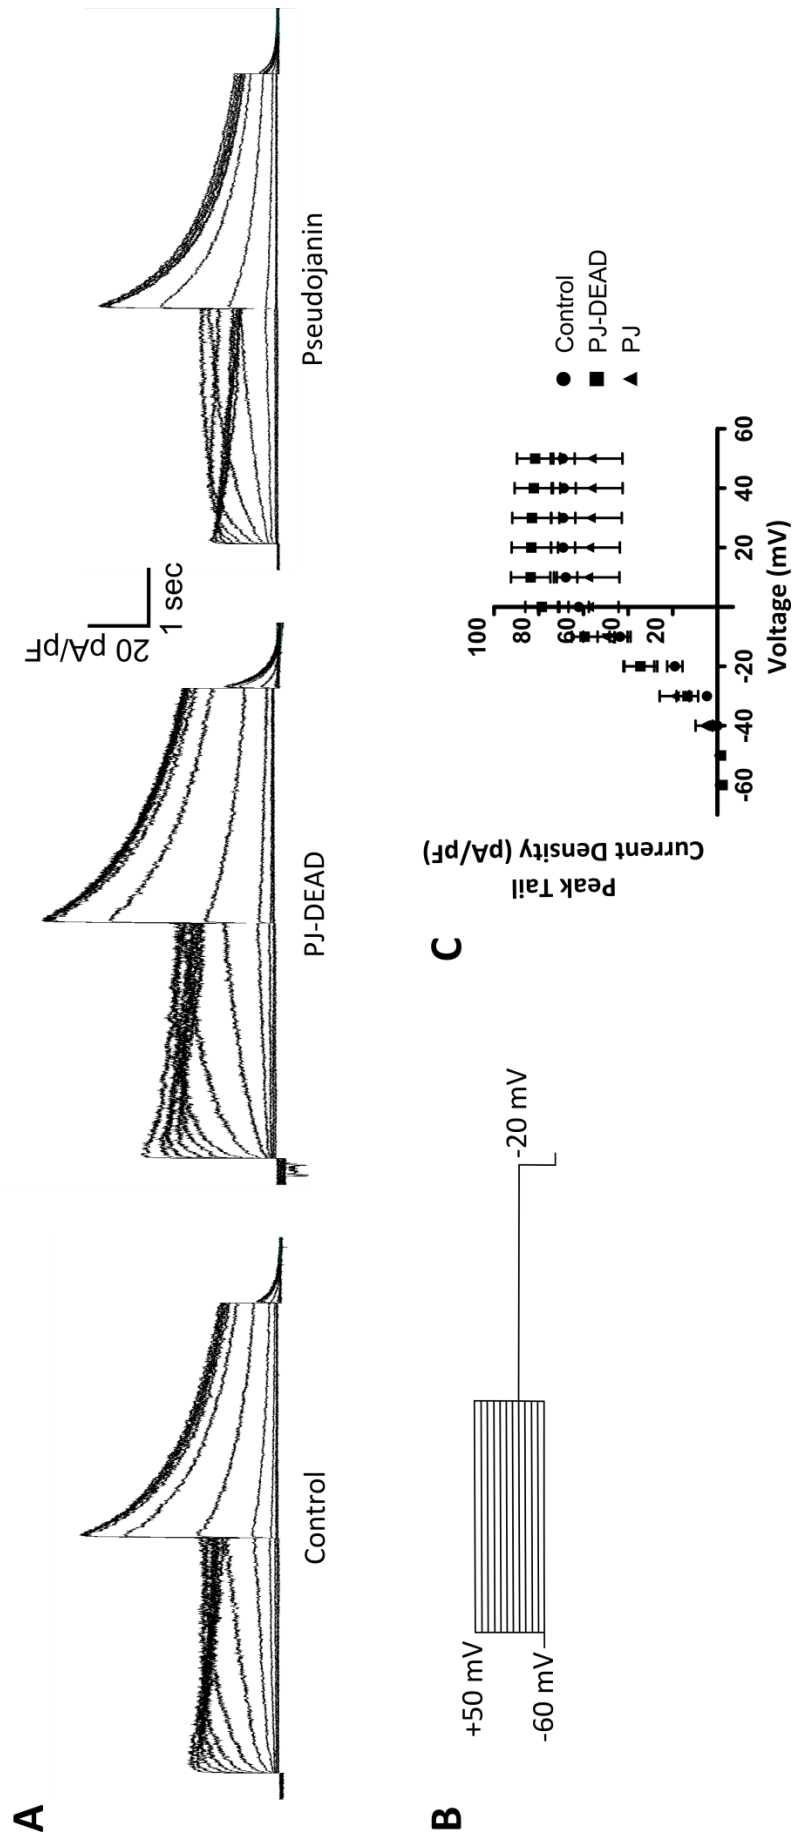 A
Control
PJ-DEAD
Pseudojanin
20 pA/pF
1 sec
B
+50 mV
-60 mV
-20 mV
C
Peak Tail
Current Density (pA/pF)
100
80
60
40
20
-60
-40
-20
20
40
60
Voltage (mV)
Control
PJ-DEAD
PJ